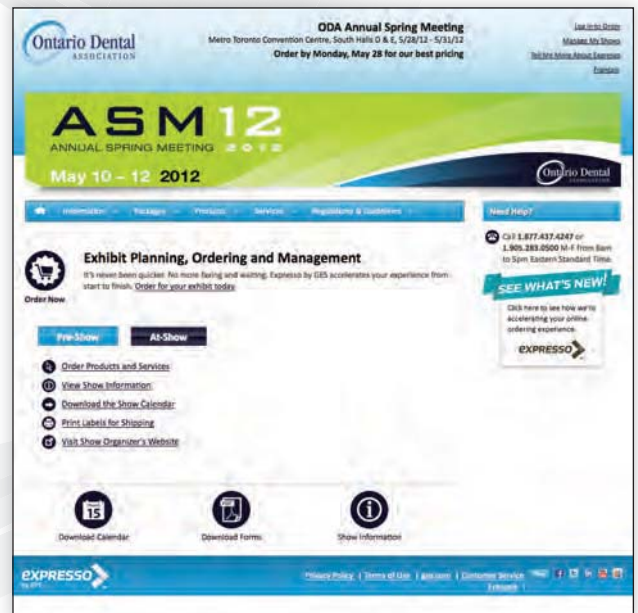 Ontario Dental
ASSOCIATION
ODA Annual Spring Meeting
Metro Toronto Convention Centre, South Halls D & E, 5/28/12 - 5/31/12
Order by Monday, May 28 for our best pricing
Log In to Order
Manage My Shows
Tell Me More About Expresso
Français
ASM12
ANNUAL SPRING MEETING 2012
May 10 – 12 2012
Ontario Dental
ASSOCIATION
Information
Packages
Products
Services
Regulations & Guidelines
Need Help?
Order Now
Exhibit Planning, Ordering and Management
It's never been quicker. No more faxing and waiting. Expresso by GES accelerates your experience from
start to finish. Order for your exhibit today.
Call 1.877.437.4247 or
1.905.283.0500 M-F from 8am
to 5pm Eastern Standard Time.
SEE WHAT'S NEW!
Click here to see how we're
accelerating your online
ordering experience.
EXPRESSO
Pre-Show
At-Show
Order Products and Services
View Show Information
Download the Show Calendar
Print Labels for Shipping
Visit Show Organizer's Website
15
Download Calendar
Download Forms
Show Information
EXPRESSO
by GES
Privacy Policy | Terms of Use | ges.com | Customer Service
Français |